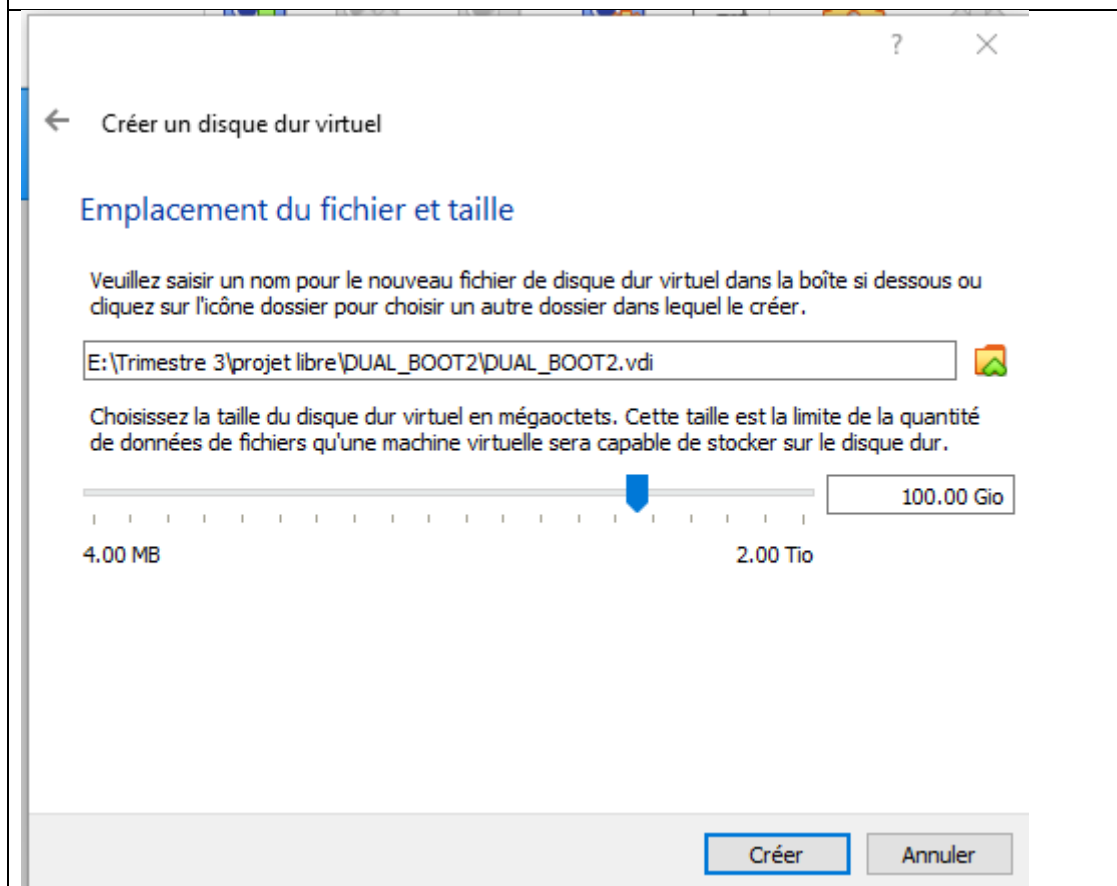 ?
Créer un disque dur virtuel
Emplacement du fichier et taille
Veuillez saisir un nom pour le nouveau fichier de disque dur virtuel dans la boîte si dessous ou
cliquez sur l'icône dossier pour choisir un autre dossier dans lequel le créer.
E:\Trimestre 3\projet libre\DUAL_BOOT2\DUAL_BOOT2.vdi
Choisissez la taille du disque dur virtuel en mégaoctets. Cette taille est la limite de la quantité
de données de fichiers qu'une machine virtuelle sera capable de stocker sur le disque dur.
100.00 Gio
4.00 MB 2.00 Tio
Créer Annuler